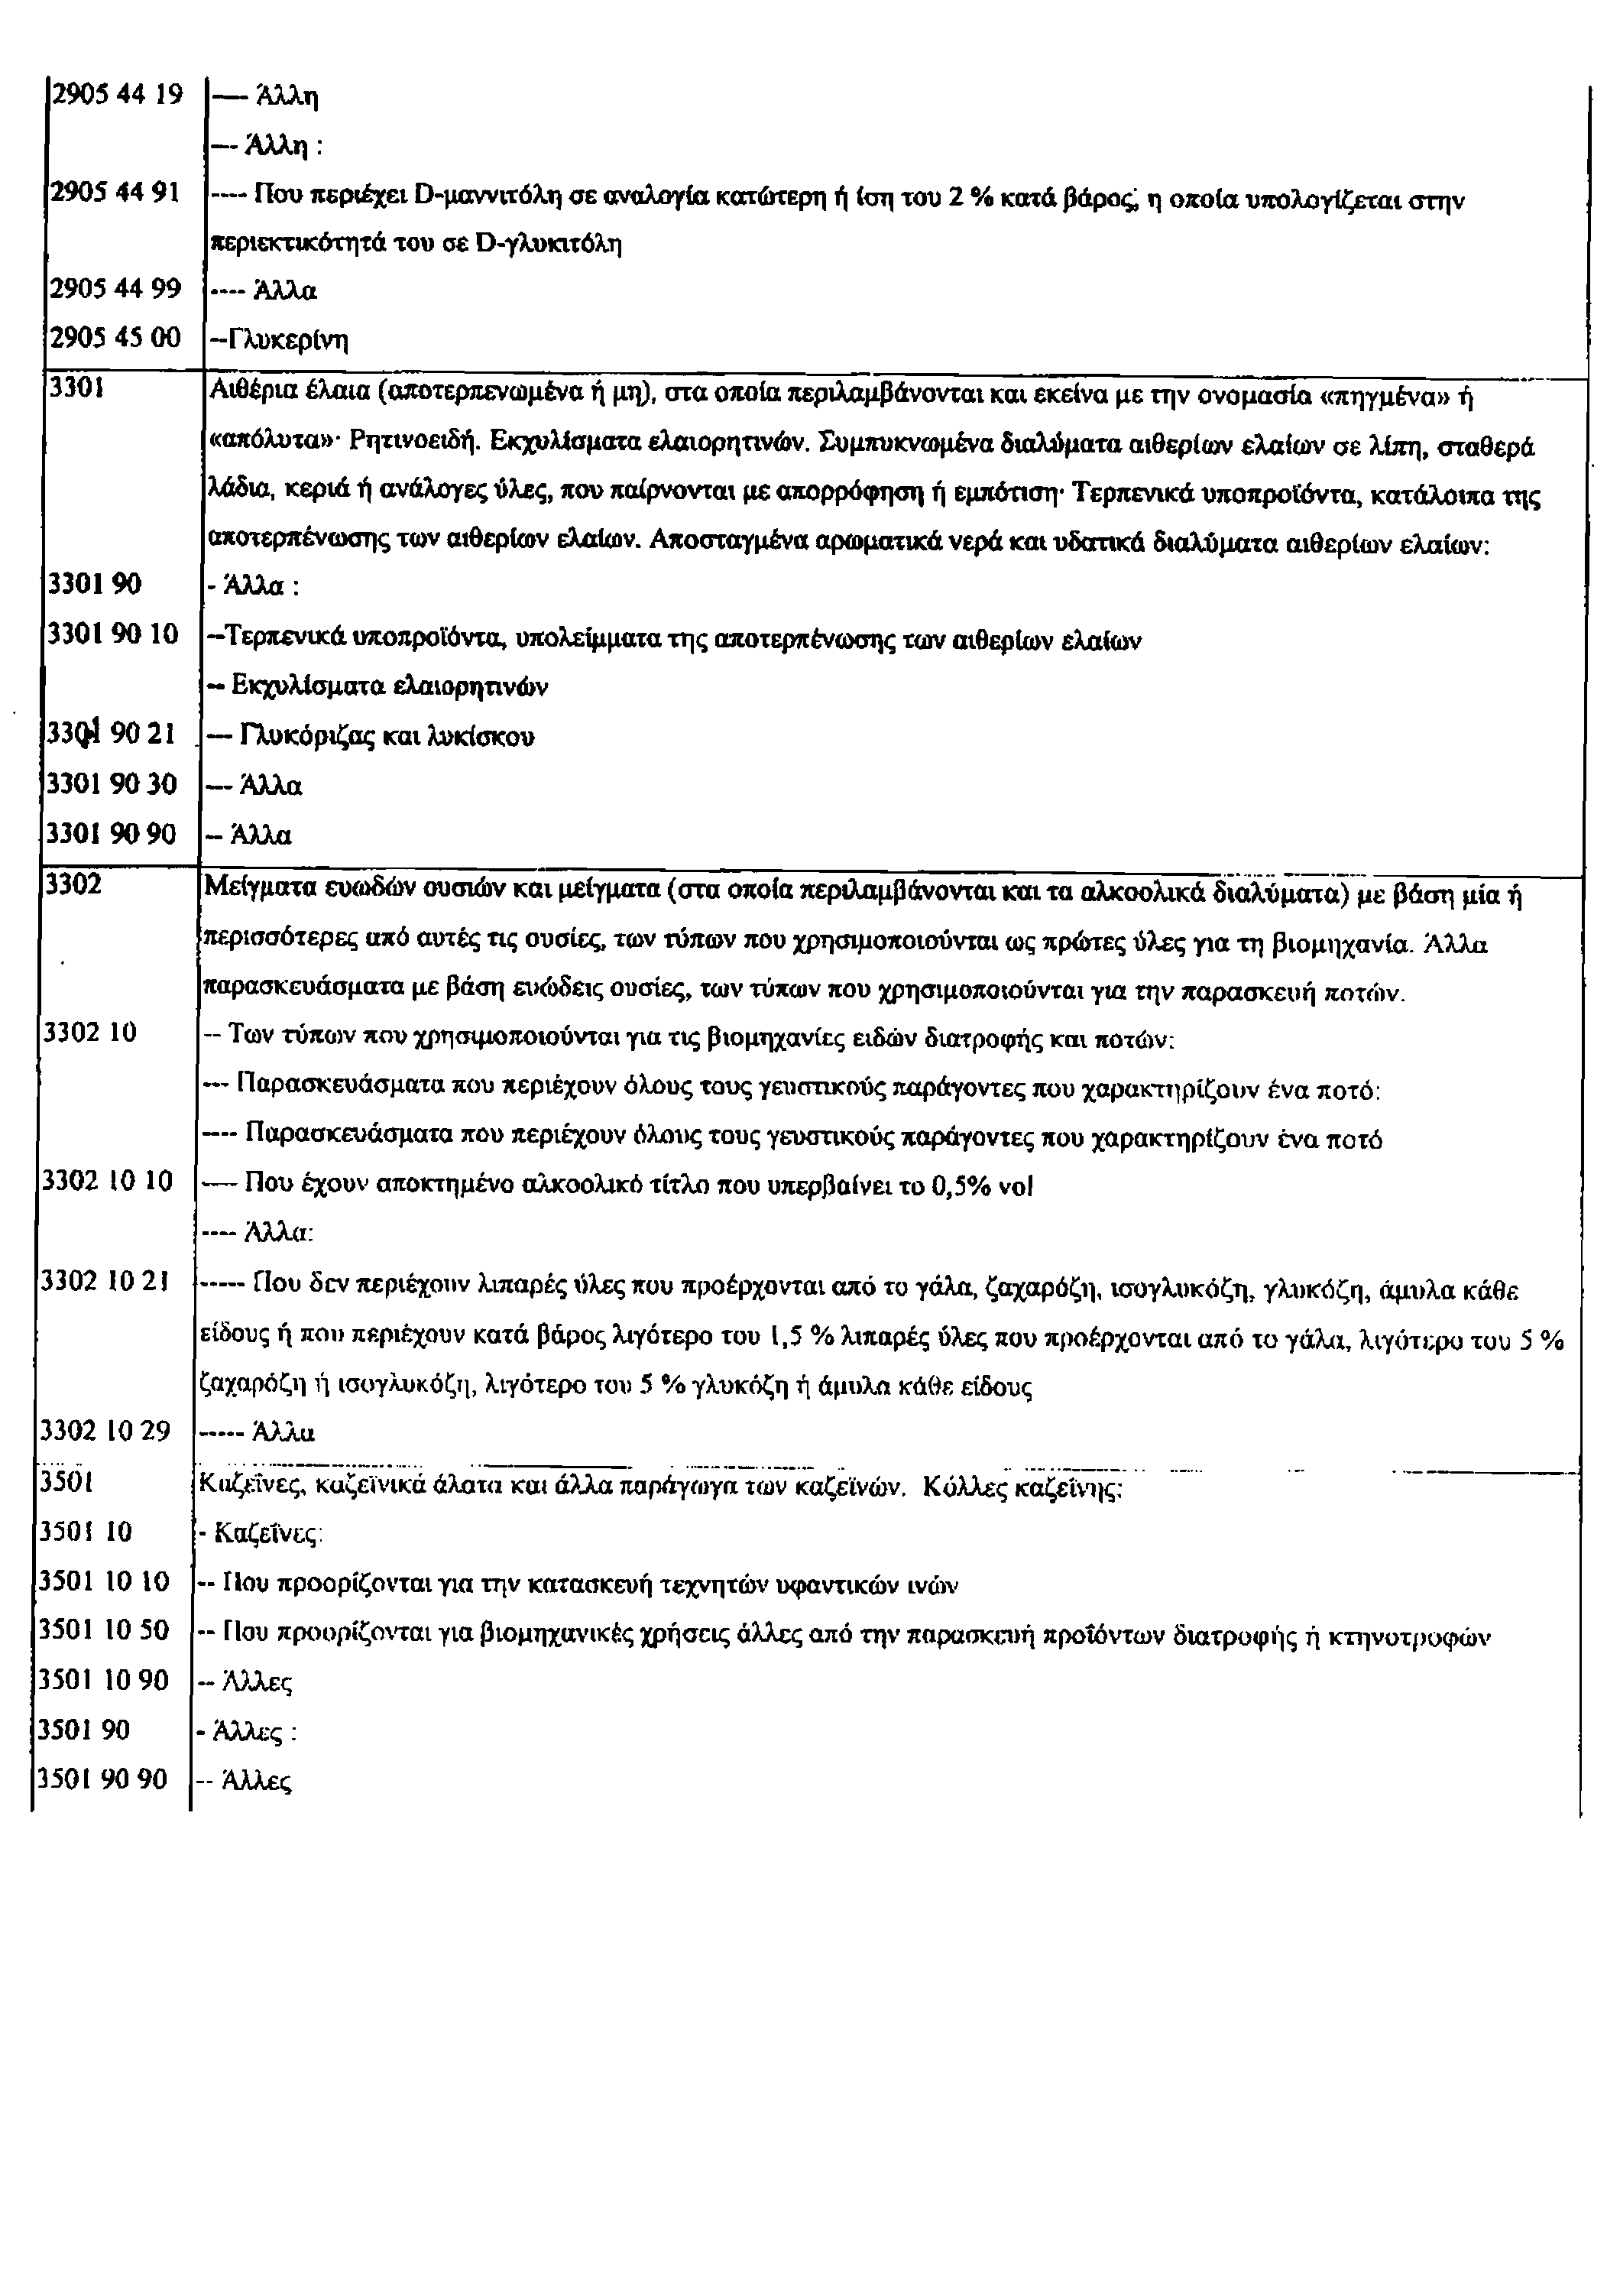 2905 44 19 --- Άλλη
-- Άλλη :
2905 44 91 ---- Που περιέχει D-μαννιτόλη σε αναλογία κατώτερη ή ίση του 2 % κατά βάρος, η οποία υπολογίζεται στην
περιεκτικότητά του σε D-γλυκιτόλη
2905 44 99 ---- Άλλα
2905 45 00 --Γλυκερίνη
3301 Αιθέρια έλαια (αποτερπενωμένα ή μη), στα οποία περιλαμβάνονται και εκείνα με την ονομασία «πηγμένα» ή
«απόλυτα»· Ρητινοειδή. Εκχυλίσματα ελαιορητινών. Συμπυκνωμένα διαλύματα αιθερίων ελαίων σε λίπη, σταθερά
λάδια, κεριά ή ανάλογες ύλες, που παίρνονται με απορρόφηση ή εμπότιση· Τερπενικά υποπροϊόντα, κατάλοιπα της
αποτερπένωσης των αιθερίων ελαίων. Αποσταγμένα αρωματικά νερά και υδατικά διαλύματα αιθερίων ελαίων:
3301 90 - Άλλα :
3301 90 10 --Τερπενικά υποπροϊόντα, υπολείμματα της αποτερπένωσης των αιθερίων ελαίων
-- Εκχυλίσματα ελαιορητινών
3301 90 21 --- Γλυκόριζας και λυκίσκου
3301 90 30 --- Άλλα
3301 90 90 -- Άλλα
3302 Μείγματα ευωδών ουσιών και μείγματα (στα οποία περιλαμβάνονται και τα αλκοολικά διαλύματα) με βάση μία ή
περισσότερες από αυτές τις ουσίες, των τύπων που χρησιμοποιούνται ως πρώτες ύλες για τη βιομηχανία. Άλλα
παρασκευάσματα με βάση ευώδεις ουσίες, των τύπων που χρησιμοποιούνται για την παρασκευή ποτών.
3302 10 -- Των τύπων που χρησιμοποιούνται για τις βιομηχανίες ειδών διατροφής και ποτών:
--- Παρασκευάσματα που περιέχουν όλους τους γευστικούς παράγοντες που χαρακτηρίζουν ένα ποτό:
---- Παρασκευάσματα που περιέχουν όλους τους γευστικούς παράγοντες που χαρακτηρίζουν ένα ποτό
3302 10 10 ---- Που έχουν αποκτημένο αλκοολικό τίτλο που υπερβαίνει το 0,5% vol
---- Άλλα:
3302 10 21 ----- Που δεν περιέχουν λιπαρές ύλες που προέρχονται από το γάλα, ζαχαρόζη, ισογλυκόζη, γλυκόζη, άμυλα κάθε
είδους ή που περιέχουν κατά βάρος λιγότερο του 1,5 % λιπαρές ύλες που προέρχονται από το γάλα, λιγότερο του 5 %
ζαχαρόζη ή ισογλυκόζη, λιγότερο του 5 % γλυκόζη ή άμυλα κάθε είδους
3302 10 29 ----- Άλλα
3501 Καζεΐνες, καζεϊνικά άλατα και άλλα παράγωγα των καζεϊνών. Κόλλες καζεΐνης:
3501 10 - Καζεΐνες:
3501 10 10 -- Που προορίζονται για την κατασκευή τεχνητών υφαντικών ινών
3501 10 50 -- Που προορίζονται για βιομηχανικές χρήσεις άλλες από την παρασκευή προϊόντων διατροφής ή κτηνοτροφών
3501 10 90 -- Άλλες
3501 90 - Άλλες :
3501 90 90 -- Άλλες